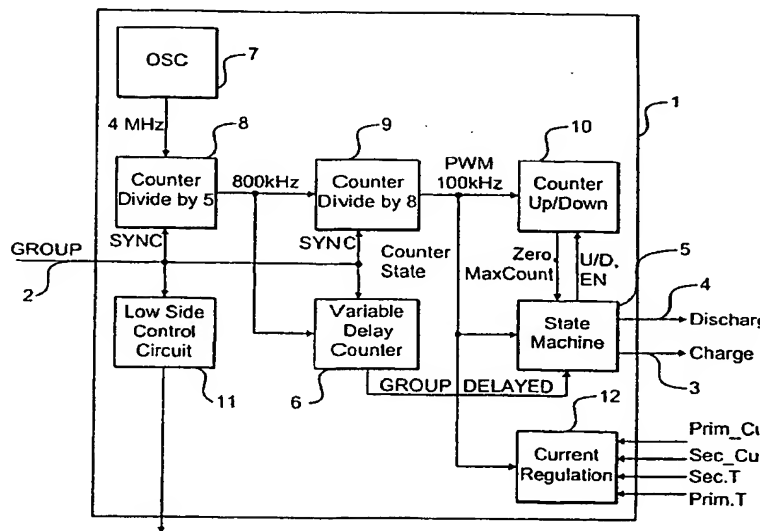 OSC
7
4 MHz
8
9
10
1
Counter
Divide by 5
800kHz
Counter
Divide by 8
PWM
100kHz
Counter
Up/Down
SYNC
SYNC
GROUP
2
Counter
State
Zero,
MaxCount
U/D,
EN
5
4
Low Side
Control
Circuit
Variable
Delay
Counter
State
Machine
Discharg
Charge
3
11
6
GROUP DELAYED
12
Current
Regulation
Prim_Cu
Sec_Cu
Sec.T
Prim.T